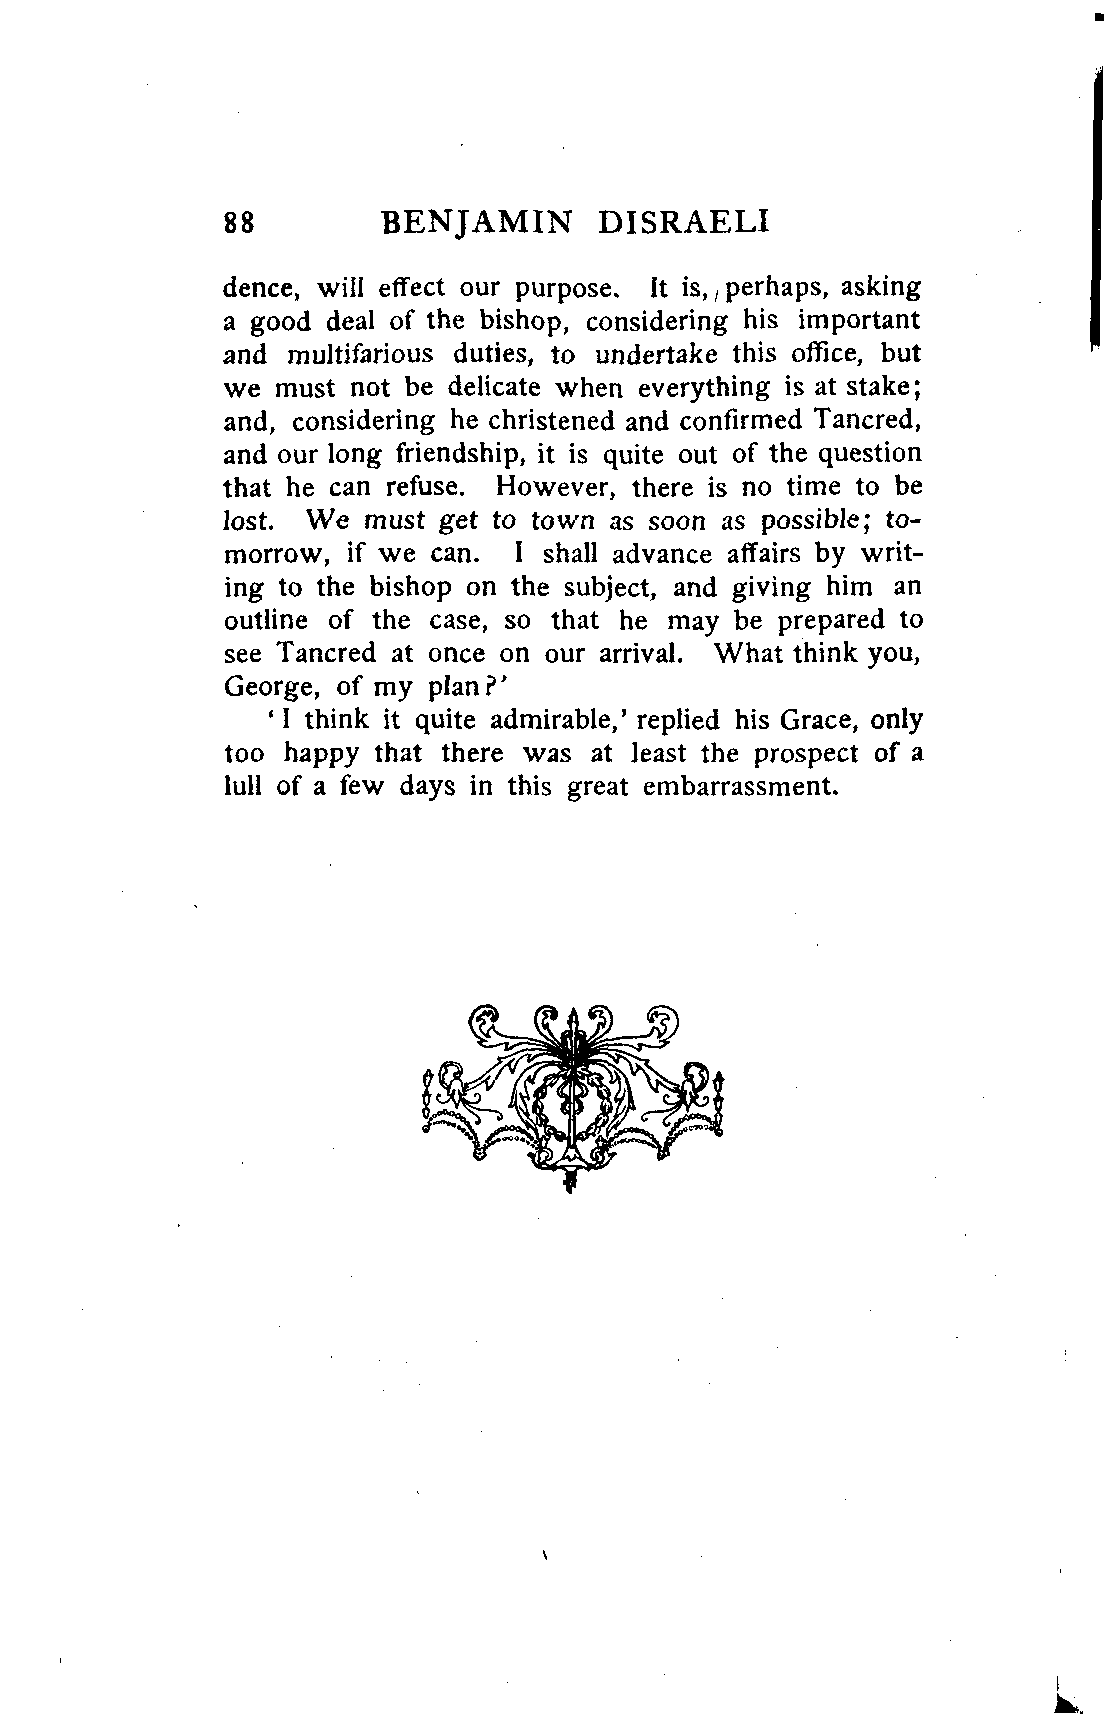 88 BENJAMIN DISRAELI
dence, will effect our purpose. It is, perhaps, asking
a good deal of the bishop, considering his important
and multifarious duties, to undertake this office, but
we must not be delicate when everything is at stake;
and, considering he christened and confirmed Tancred,
and our long friendship, it is quite out of the question
that he can refuse. However, there is no time to be
lost. We must get to town as soon as possible; to-
morrow, if we can. I shall advance affairs by writ-
ing to the bishop on the subject, and giving him an
outline of the case, so that he may be prepared to
see Tancred at once on our arrival. What think you,
George, of my plan?'
'I think it quite admirable,' replied his Grace, only
too happy that there was at least the prospect of a
lull of a few days in this great embarrassment.